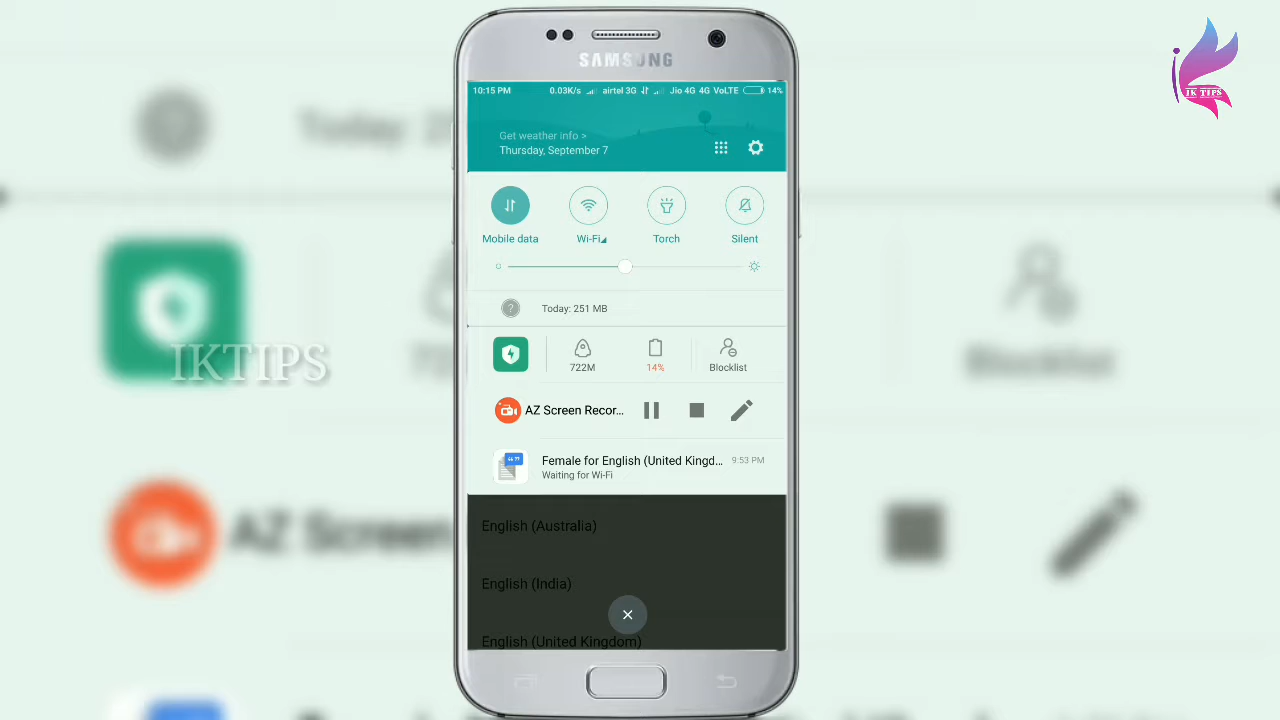 SAMSUNG
10:15 PM 0.03K/s airtel 3G Jio 4G 4G VoLTE 14%
Get weather info >
Thursday, September 7
Mobile data Wi-Fi Torch Silent
? Today: 251 MB
722M 14% Blocklist
AZ Screen Recor...
Female for English (United Kingd... 9:53 PM
Waiting for Wi-Fi
English (Australia)
English (India)
English (United Kingdom)
IK TIPS
Today: 2
IKTIPS
Blocklist
AZ Screen